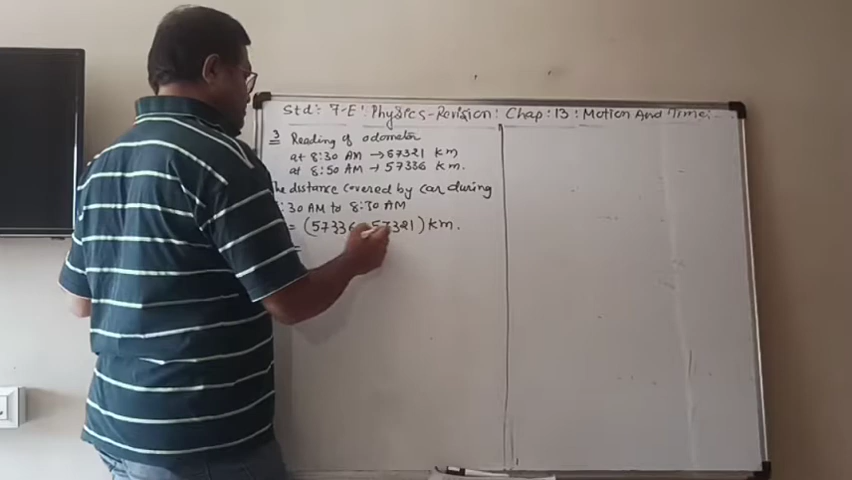 Std: 7-E: Physics-Revision: Chap:13: Motion And Time:
3 Reading of odometer
at 8:30 AM → 57321 KM
at 8:50 AM → 57336 KM.
The distance covered by car during
:30 AM to 8:50 AM
= (57336 57321) KM.
=